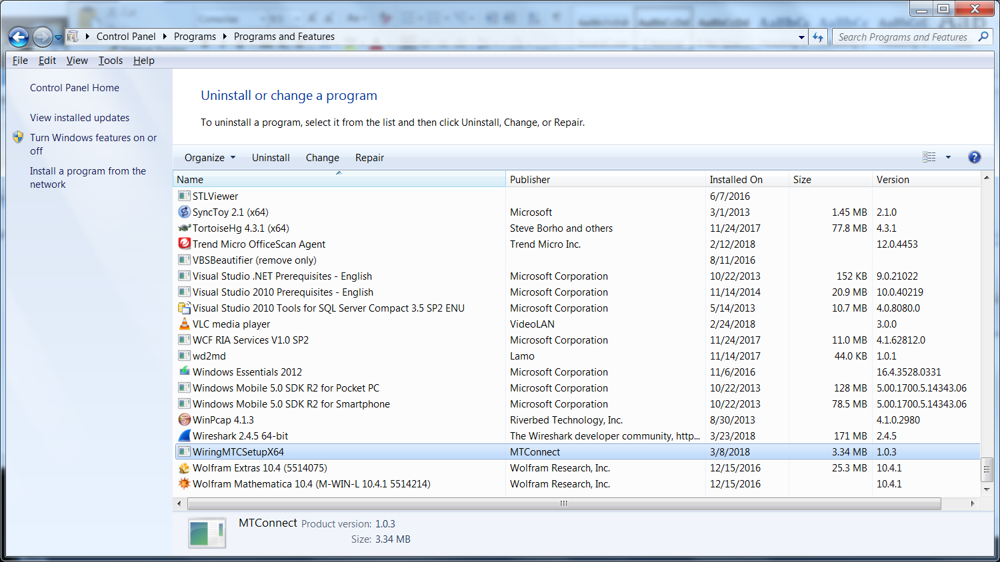 Control Panel Programs Programs and Features
Search Programs and Features
File Edit View Tools Help
Control Panel Home
View installed updates
Turn Windows features on or
off
Install a program from the
network
Uninstall or change a program
To uninstall a program, select it from the list and then click Uninstall, Change, or Repair.
Organize Uninstall Change Repair
Name Publisher Installed On Size Version
STLViewer 6/7/2016
SyncToy 2.1 (x64) Microsoft 3/1/2013 1.45 MB 2.1.0
TortoiseHg 4.3.1 (x64) Steve Borho and others 11/24/2017 77.8 MB 4.3.1
Trend Micro OfficeScan Agent Trend Micro Inc. 2/12/2018 12.0.4453
VBSBeautifier (remove only) 8/11/2016
Visual Studio .NET Prerequisites - English Microsoft Corporation 10/22/2013 152 KB 9.0.21022
Visual Studio 2010 Prerequisites - English Microsoft Corporation 11/14/2014 20.9 MB 10.0.40219
Visual Studio 2010 Tools for SQL Server Compact 3.5 SP2 ENU Microsoft Corporation 5/14/2013 10.7 MB 4.0.8080.0
VLC media player VideoLAN 2/24/2018 3.0.0
WCF RIA Services V1.0 SP2 Microsoft Corporation 11/24/2017 11.0 MB 4.1.62812.0
wd2md Lamo 11/14/2017 44.0 KB 1.0.1
Windows Essentials 2012 Microsoft Corporation 11/6/2016 16.4.3528.0331
Windows Mobile 5.0 SDK R2 for Pocket PC Microsoft Corporation 10/22/2013 128 MB 5.00.1700.5.14343.06
Windows Mobile 5.0 SDK R2 for Smartphone Microsoft Corporation 10/22/2013 78.5 MB 5.00.1700.5.14343.06
WinPcap 4.1.3 Riverbed Technology, Inc. 8/30/2013 4.1.0.2980
Wireshark 2.4.5 64-bit The Wireshark developer community, http... 3/23/2018 171 MB 2.4.5
WiringMTCSetupX64 MTConnect 3/8/2018 3.34 MB 1.0.3
Wolfram Extras 10.4 (5514075) Wolfram Research, Inc. 12/15/2016 25.3 MB 10.4.1
Wolfram Mathematica 10.4 (M-WIN-L 10.4.1 5514214) Wolfram Research, Inc. 12/15/2016 10.4.1
MTConnect Product version: 1.0.3
Size: 3.34 MB